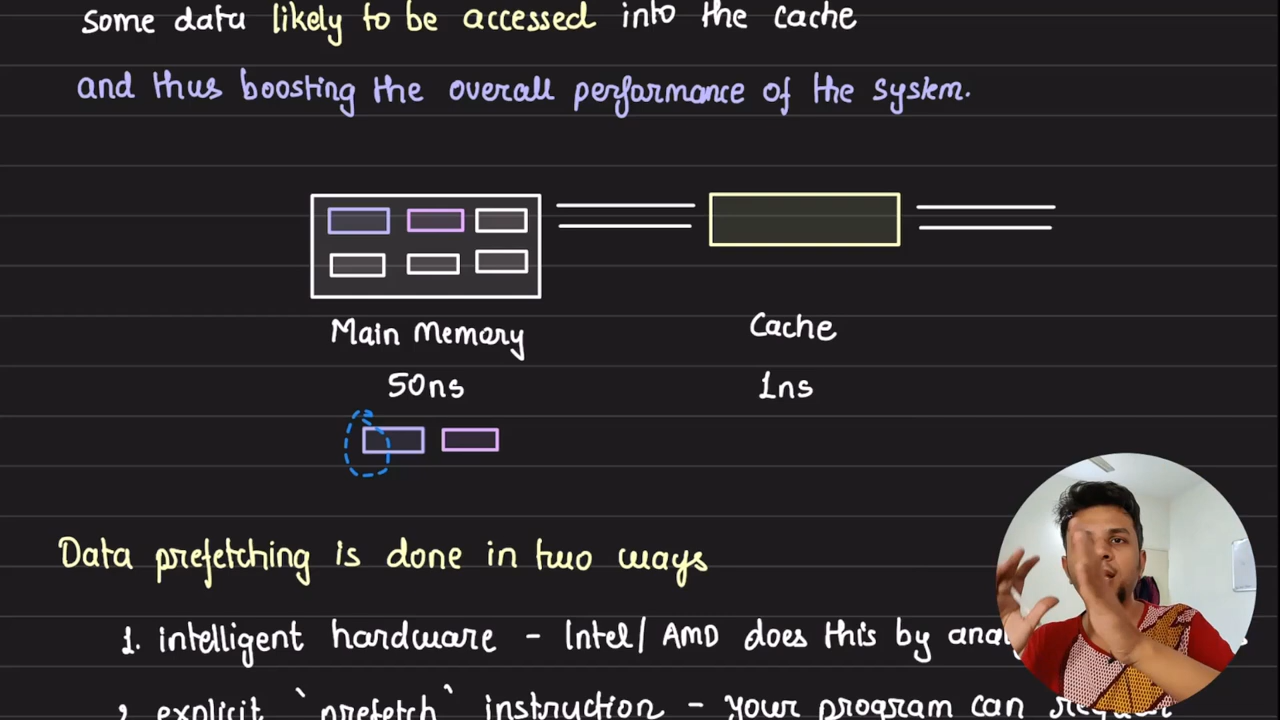 some data likely to be accessed into the cache
and thus boosting the overall performance of the system.
Main Memory
Cache
50ns
1ns
Data prefetching is done in two ways
1. intelligent hardware - Intel/AMD does this by
2. explicit `prefetch` instruction - your program can